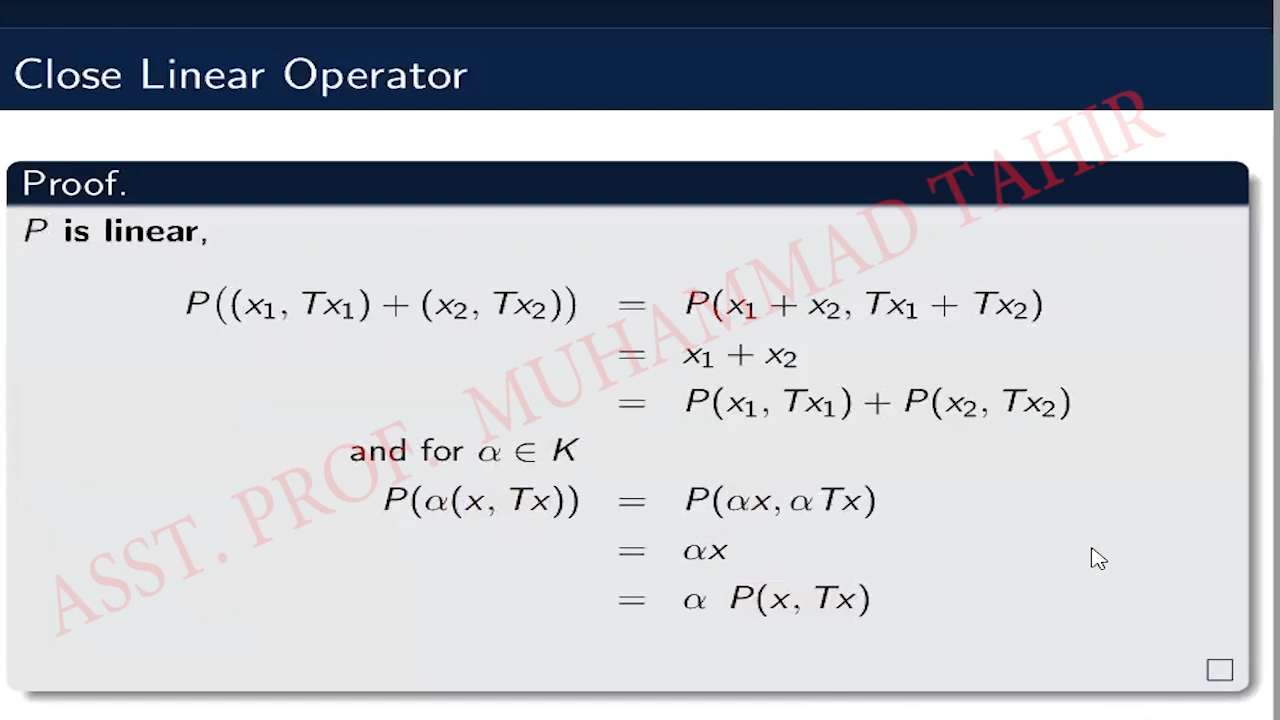 Close Linear Operator
Proof.
P is linear,
P((x₁, Tx₁) + (x₂, Tx₂)) = P(x₁ + x₂, Tx₁ + Tx₂)
= x₁ + x₂
= P(x₁, Tx₁) + P(x₂, Tx₂)
and for α ∈ K
P(α(x, Tx)) = P(αx, αTx)
= αx
= α P(x, Tx)
ASST. PROF. MUHAMMAD TAHIR